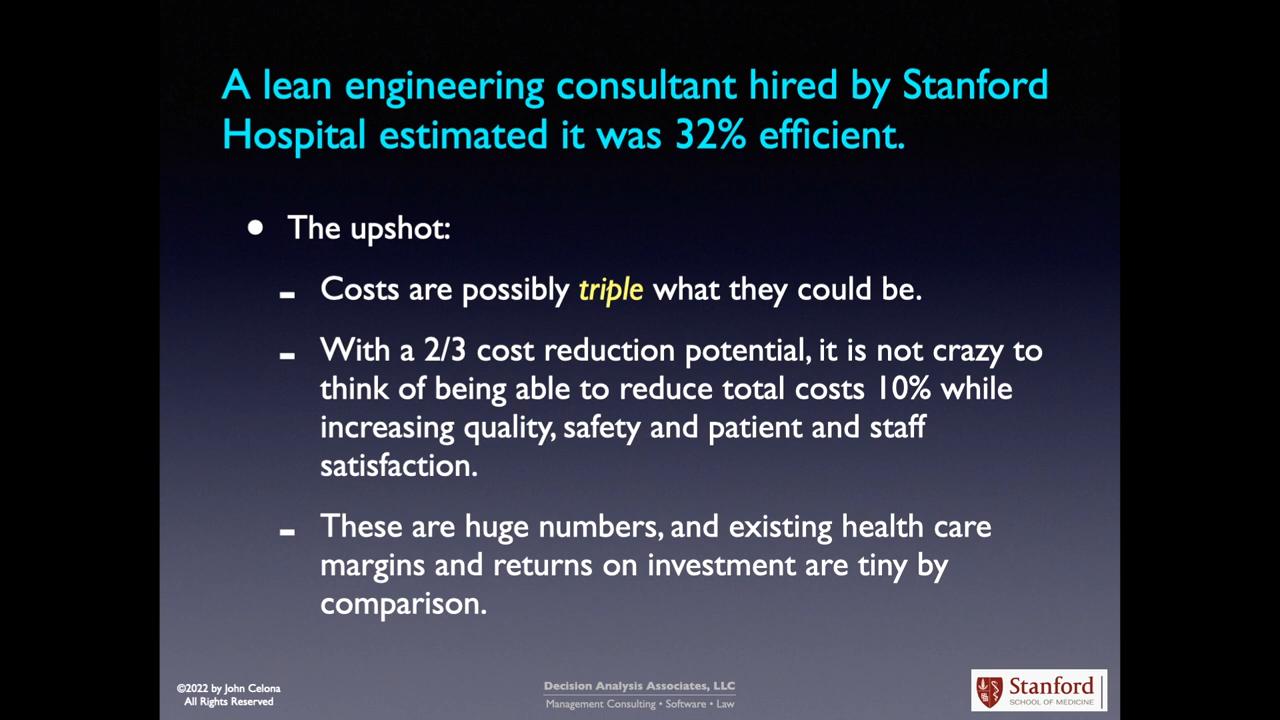 A lean engineering consultant hired by Stanford
Hospital estimated it was 32% efficient.
• The upshot:
- Costs are possibly triple what they could be.
- With a 2/3 cost reduction potential, it is not crazy to
think of being able to reduce total costs 10% while
increasing quality, safety and patient and staff
satisfaction.
- These are huge numbers, and existing health care
margins and returns on investment are tiny by
comparison.
©2022 by John Celona
All Rights Reserved
Decision Analysis Associates, LLC
Management Consulting • Software • Law
Stanford
SCHOOL OF MEDICINE